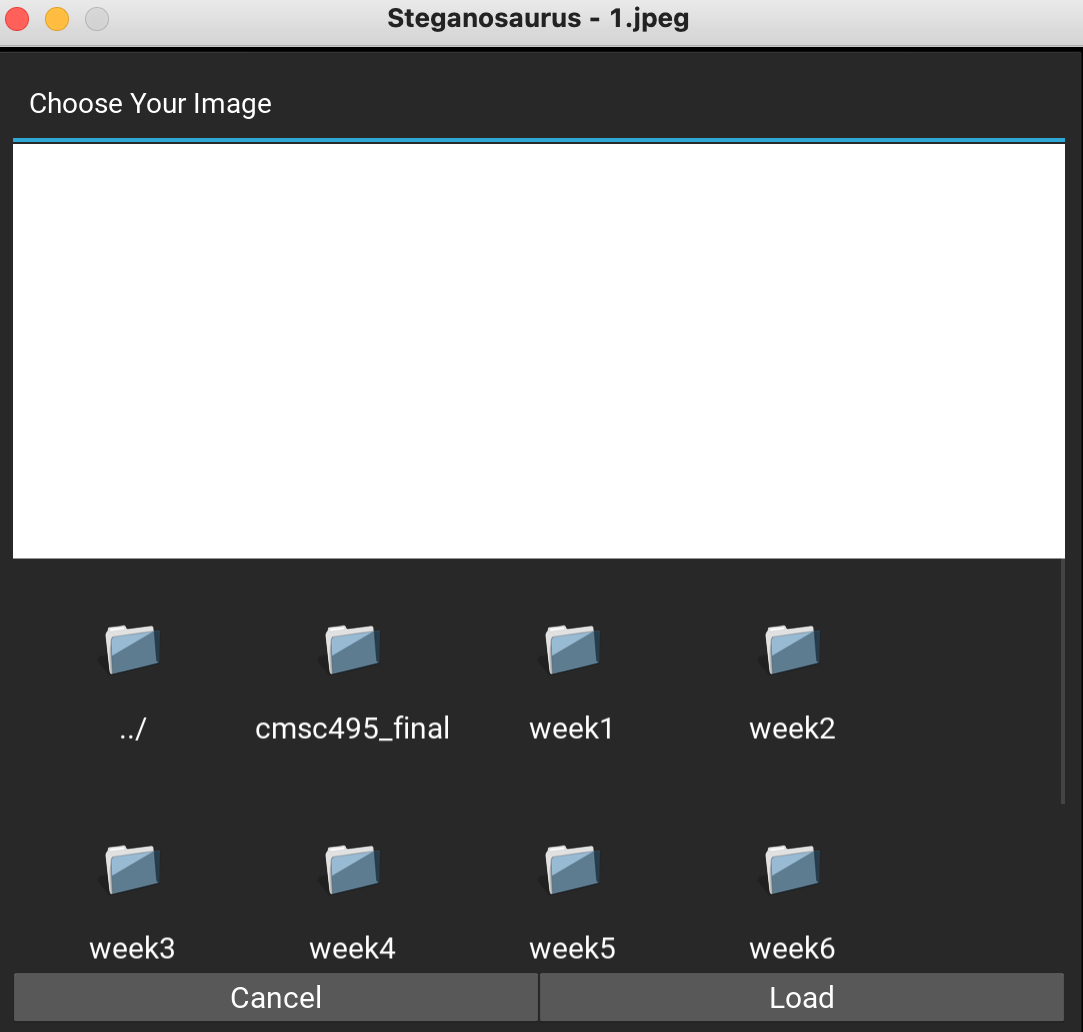 Steganosaurus - 1.jpeg
Choose Your Image
../ cmsc495_final week1 week2
week3 week4 week5 week6
Cancel Load